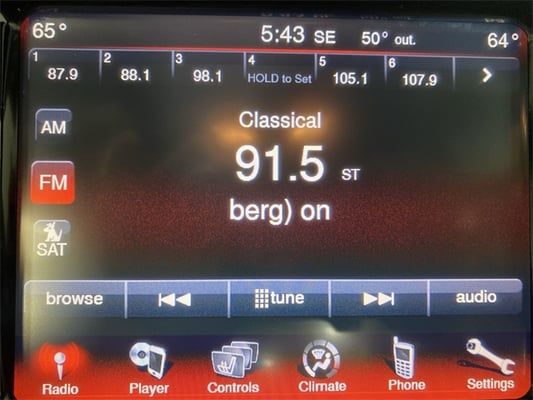 65° 5:43 SE 50° out. 64°
1 2 3 4 5 6
87.9 88.1 98.1 HOLD to Set 105.1 107.9 >
AM
Classical
FM
91.5 ST
berg) on
SAT
browse tune audio
Radio Player Controls Climate Phone Settings